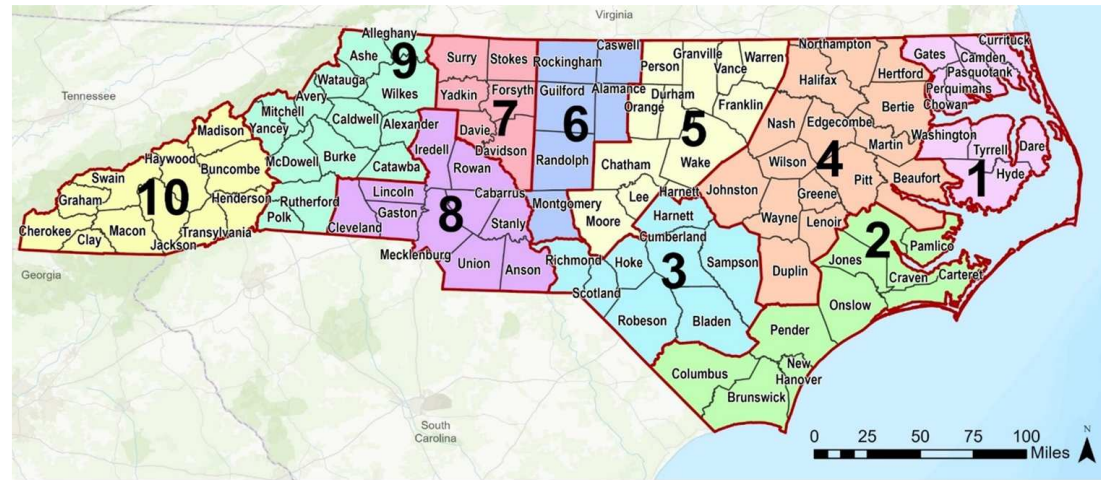 Virginia
Tennessee
Georgia
South
Carolina
Alleghany
Ashe
9
Watauga
Wilkes
Avery
Mitchell
Caldwell
Alexander
Yancey
McDowell
Burke
Catawba
Rutherford
Polk
Madison
Haywood
Buncombe
Swain
10
Graham
Henderson
Cherokee
Macon
Clay
Jackson
Transylvania
Surry
Stokes
Yadkin
Forsyth
7
Davie
Davidson
Iredell
Rowan
Lincoln
Cabarrus
Gaston
8
Cleveland
Stanly
Mecklenburg
Union
Anson
Caswell
Rockingham
Guilford
Alamance
6
Randolph
Montgomery
Person
Granville
Vance
Warren
Durham
Orange
Franklin
5
Chatham
Wake
Lee
Harnett
Moore
Harnett
Cumberland
Richmond
Hoke
3
Sampson
Scotland
Robeson
Bladen
Northampton
Halifax
Hertford
Bertie
Nash
Edgecombe
Martin
Wilson
4
Pitt
Beaufort
Johnston
Greene
Wayne
Lenoir
Duplin
Gates
Currituck
Camden
Pasquotank
Perquimans
Chowan
Washington
Tyrrell
Dare
1
Hyde
2
Pamlico
Jones
Craven
Carteret
Onslow
Pender
New
Hanover
Columbus
Brunswick
0 25 50 75 100
Miles
N